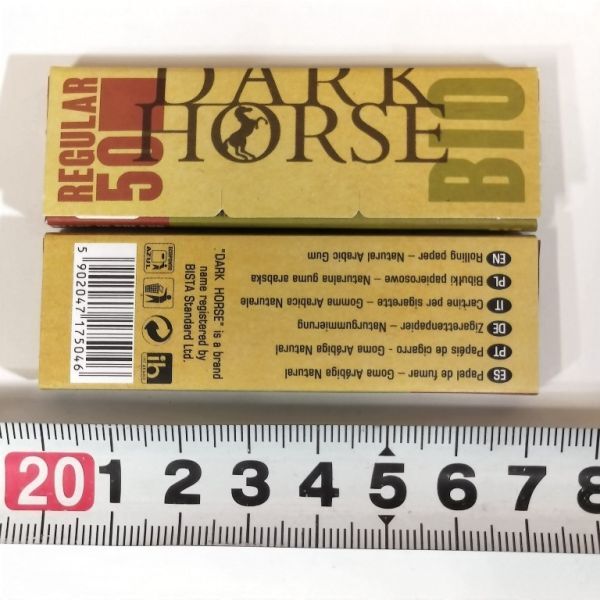 REGULAR
50
DARK
HORSE
BIO
5 902047 175046
RESPONSIVO
AZUL
"DARK HORSE" is a brand
name registered by
BISTA Standard Ltd.
ib
EN Rolling paper – Natural Arabic Gum
PL Bibułki papierosowe – Naturalna guma arabska
IT Cartine per sigarette – Gomma Arabica Naturale
DE Zigarettenpapier – Naturgummierung
PT Papéis de cigarro - Goma Arábiga Natural
ES Papel de fumar – Goma Arábiga Natural
20 1 2 3 4 5 6 7 8